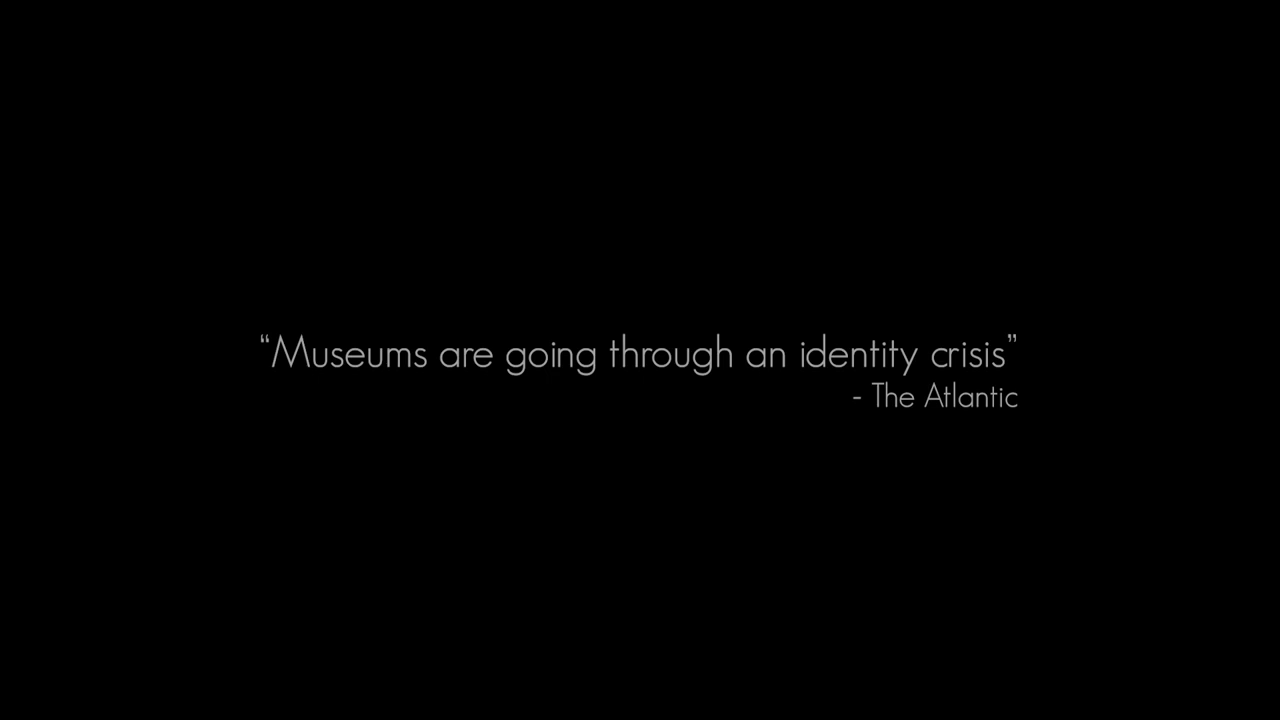 “Museums are going through an identity crisis”
- The Atlantic